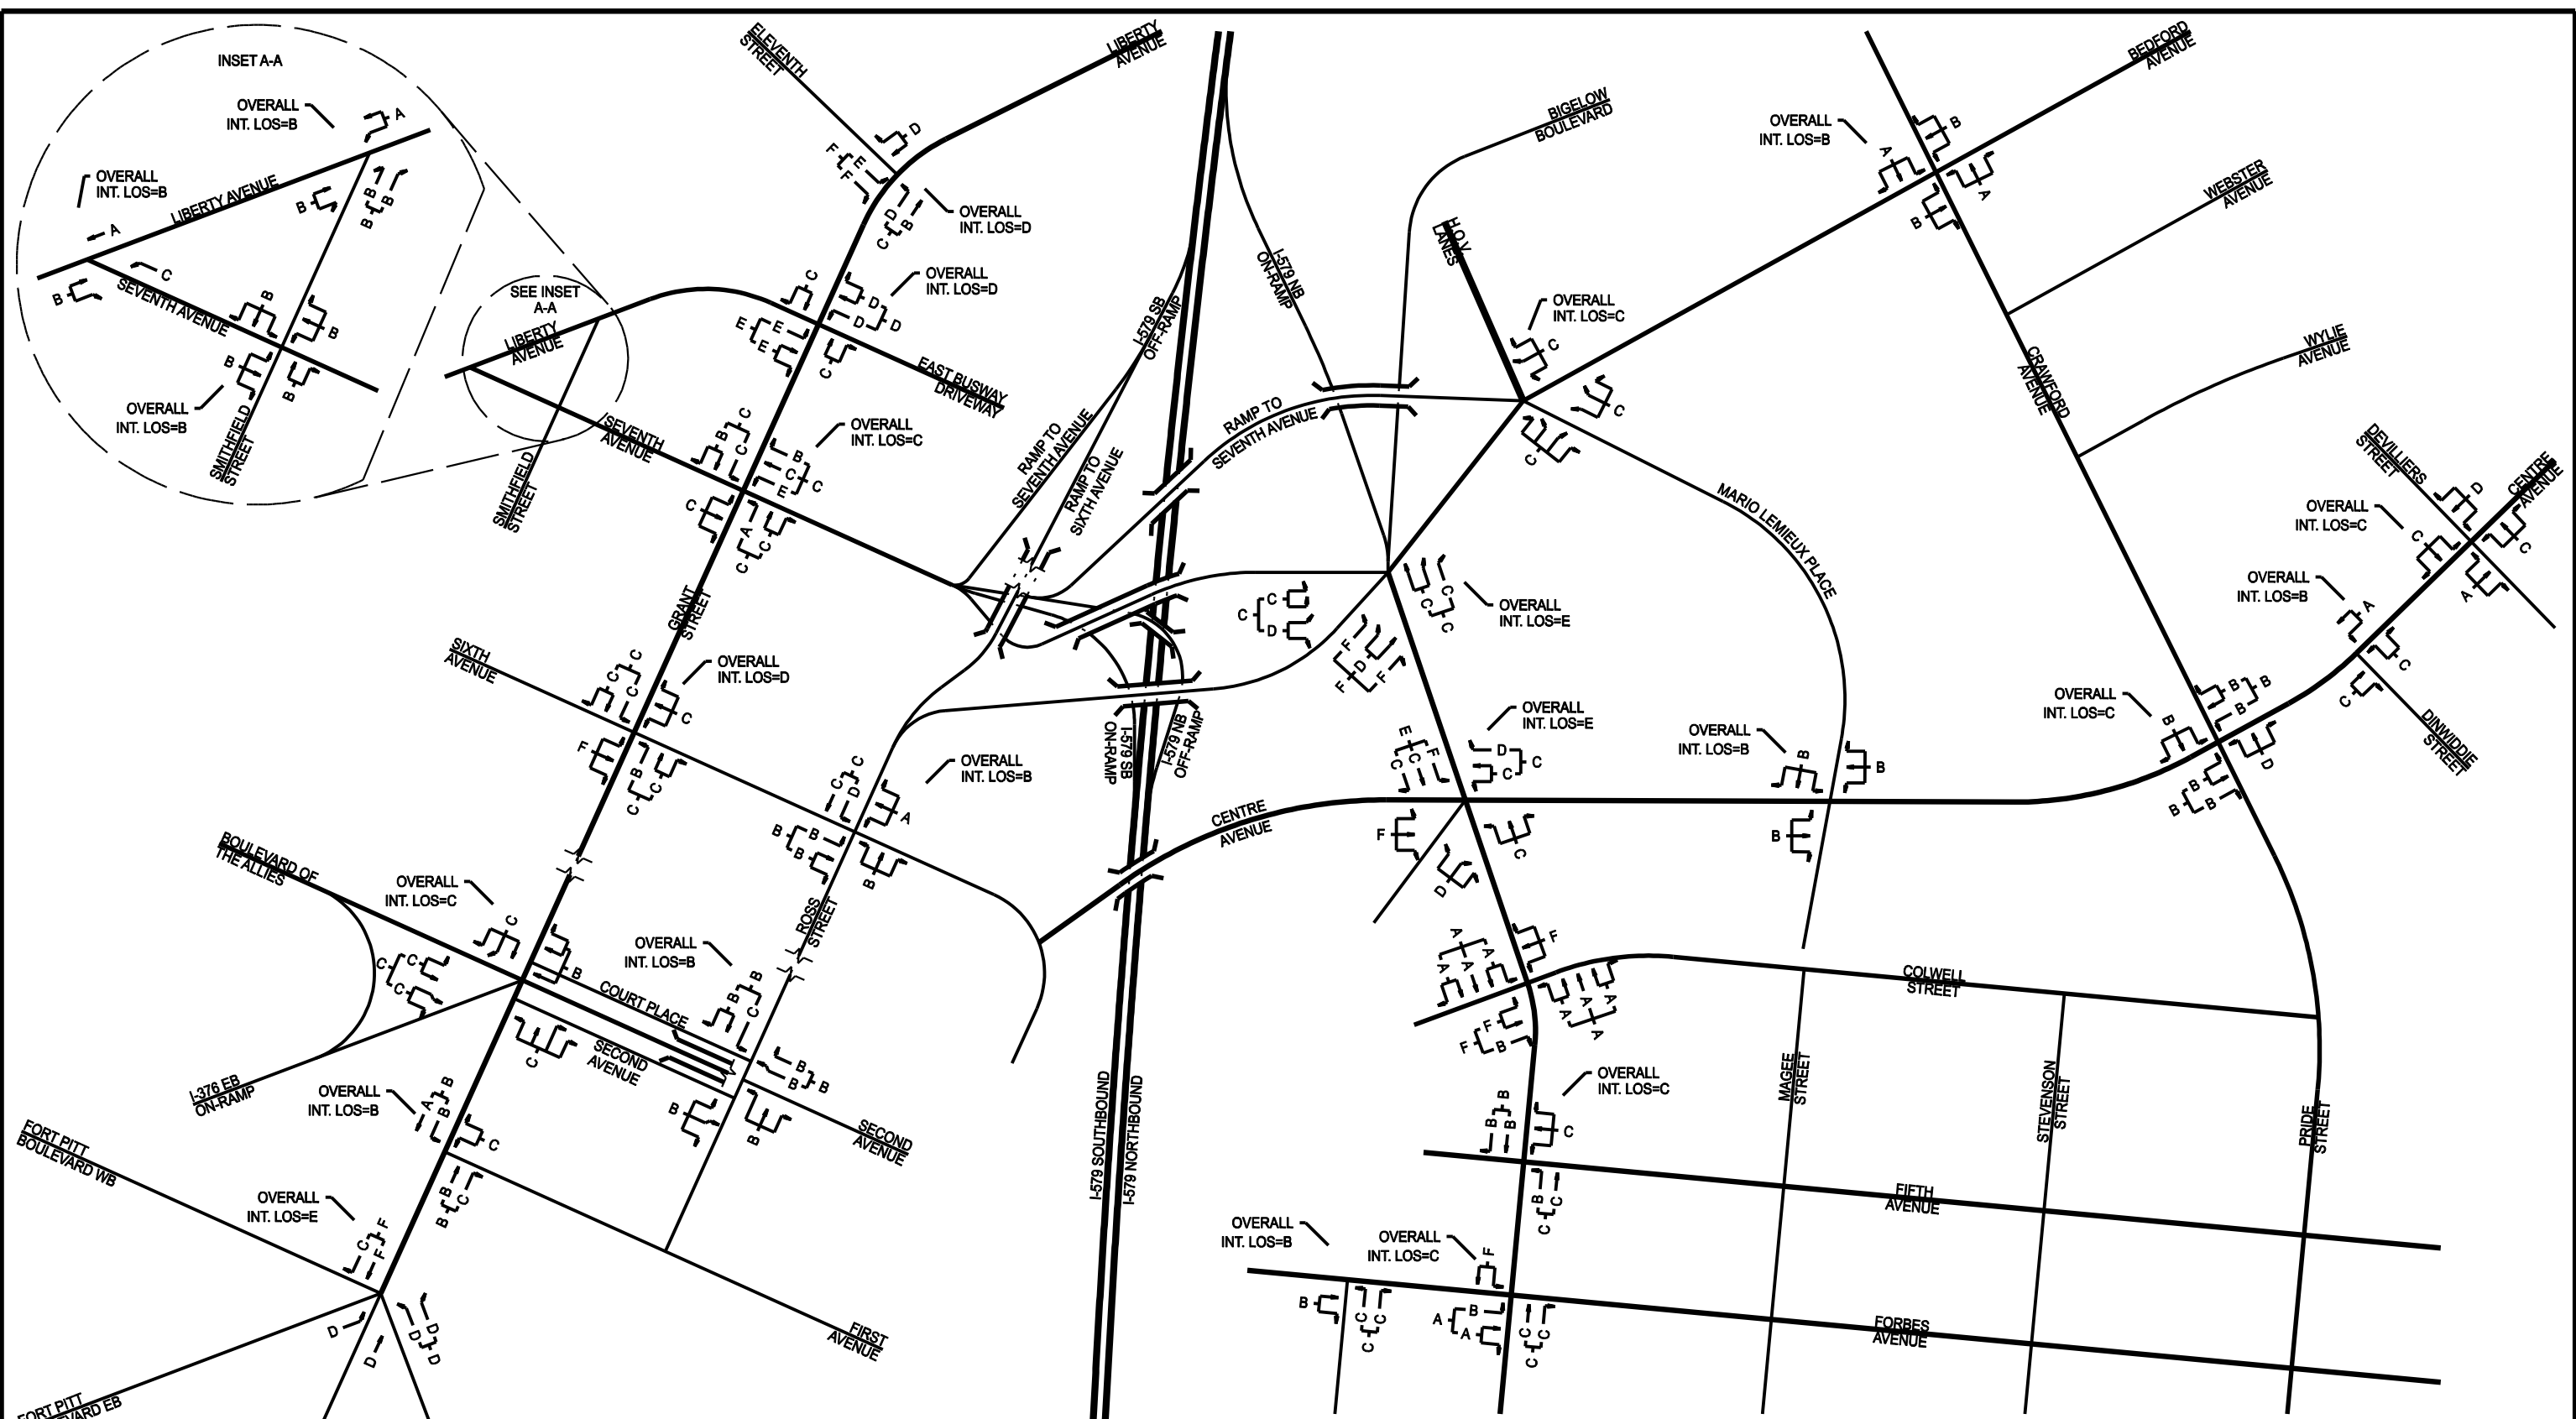 INSET A-A
OVERALL
INT. LOS=B
A
OVERALL
INT. LOS=B
LIBERTY AVENUE
A
B
B
B
B
B
C
SEVENTH AVENUE
B
B
B
B
OVERALL
INT. LOS=B
SMITHFIELD
STREET
ELEVENTH
STREET
LIBERTY
AVENUE
D
F
E
F
D
B
C
OVERALL
INT. LOS=D
SEE INSET
A-A
LIBERTY
AVENUE
SMITHFIELD
STREET
C
OVERALL
INT. LOS=D
D
D
D
E
E
E
C
EAST BUSWAY
DRIVEWAY
SEVENTH
AVENUE
C
B
C
OVERALL
INT. LOS=C
B
C
E
C
C
A
C
C
GRANT
STREET
SIXTH
AVENUE
C
C
C
OVERALL
INT. LOS=D
C
F
B
C
C
I-579 SB
OFF-RAMP
I-579 NB
ON-RAMP
RAMP TO
SEVENTH AVENUE
RAMP TO
SIXTH AVENUE
RAMP TO
SEVENTH AVENUE
BIGELOW
BOULEVARD
H.O.V.
LANES
OVERALL
INT. LOS=C
C
C
C
BEDFORD
AVENUE
OVERALL
INT. LOS=B
B
A
A
B
WEBSTER
AVENUE
WYLIE
AVENUE
CRAWFORD
AVENUE
MARIO LEMIEUX PLACE
DEVILLIERS
STREET
CENTRE
AVENUE
OVERALL
INT. LOS=C
D
C
C
A
OVERALL
INT. LOS=B
A
C
C
DINWIDDIE
STREET
OVERALL
INT. LOS=C
B
B
B
B
D
B
B
B
C
C
D
C
C
C
OVERALL
INT. LOS=E
F
D
F
F
I-579 SB
ON-RAMP
I-579 NB
OFF-RAMP
CENTRE
AVENUE
E
F
C
C
OVERALL
INT. LOS=E
D
C
C
F
D
C
OVERALL
INT. LOS=B
B
B
B
C
C
D
OVERALL
INT. LOS=B
A
B
B
B
B
ROSS
STREET
BOULEVARD OF
THE ALLIES
OVERALL
INT. LOS=C
C
B
C
C
C
C
COURT PLACE
SECOND
AVENUE
OVERALL
INT. LOS=B
B
B
C
B
B
B
B
B
SECOND
AVENUE
I-376 EB
ON-RAMP
OVERALL
INT. LOS=B
B
A
B
C
B
C
B
FORT PITT
BOULEVARD WB
OVERALL
INT. LOS=E
F
C
F
D
D
D
D
D
FORT PITT
BOULEVARD EB
FIRST
AVENUE
I-579 SOUTHBOUND
I-579 NORTHBOUND
A
A
A
A
F
A
A
A
A
F
B
F
COLWELL
STREET
OVERALL
INT. LOS=C
B
B
B
C
B
C
C
MAGEE
STREET
STEVENSON
STREET
PRIDE
STREET
FIFTH
AVENUE
OVERALL
INT. LOS=B
B
C
C
C
OVERALL
INT. LOS=C
F
B
A
A
C
C
C
FORBES
AVENUE